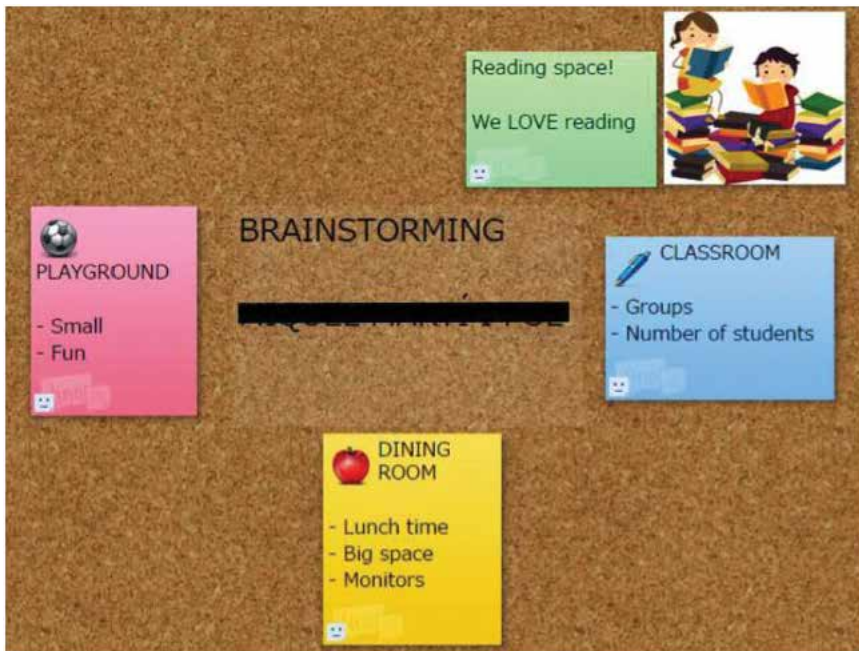 Reading space!
We LOVE reading
BRAINSTORMING
PLAYGROUND
- Small
- Fun
CLASSROOM
- Groups
- Number of students
DINING
ROOM
- Lunch time
- Big space
- Monitors